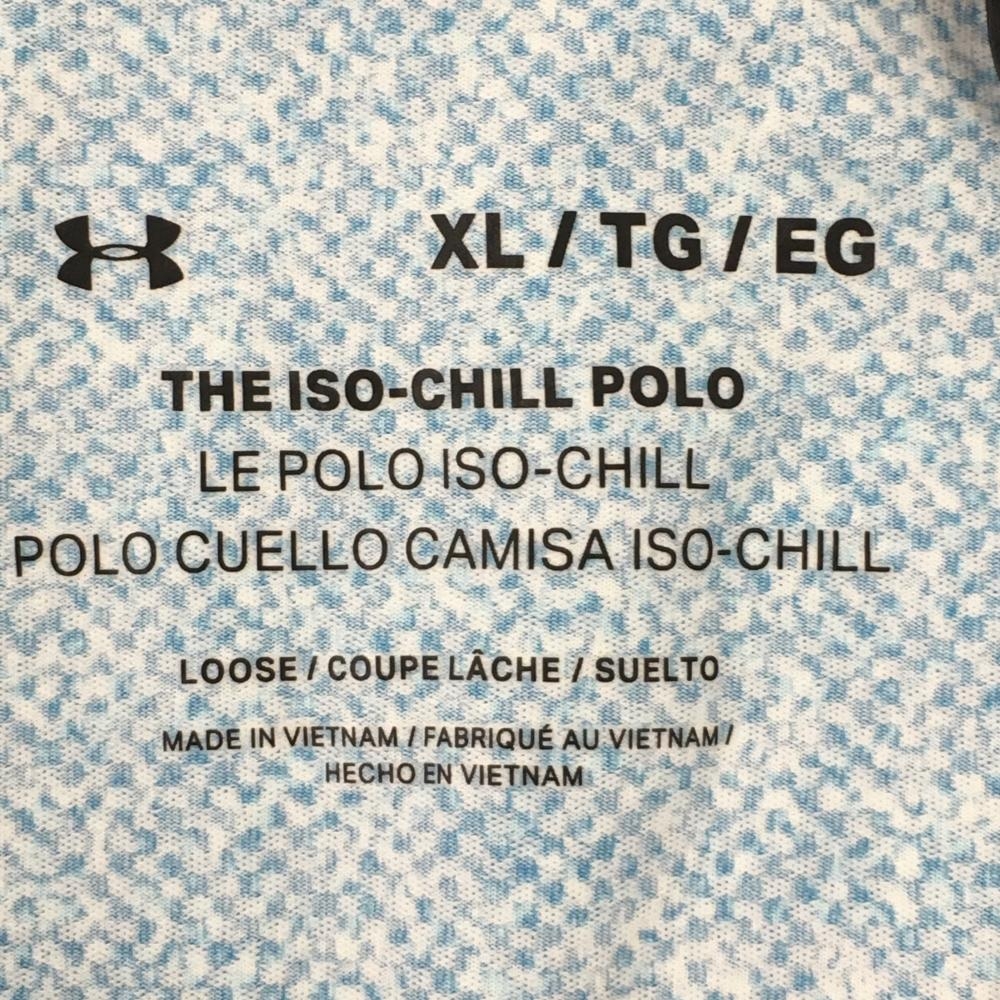 XL / TG / EG
THE ISO-CHILL POLO
LE POLO ISO-CHILL
POLO CUELLO CAMISA ISO-CHILL
LOOSE / COUPE LÂCHE / SUELTO
MADE IN VIETNAM / FABRIQUÉ AU VIETNAM /
HECHO EN VIETNAM